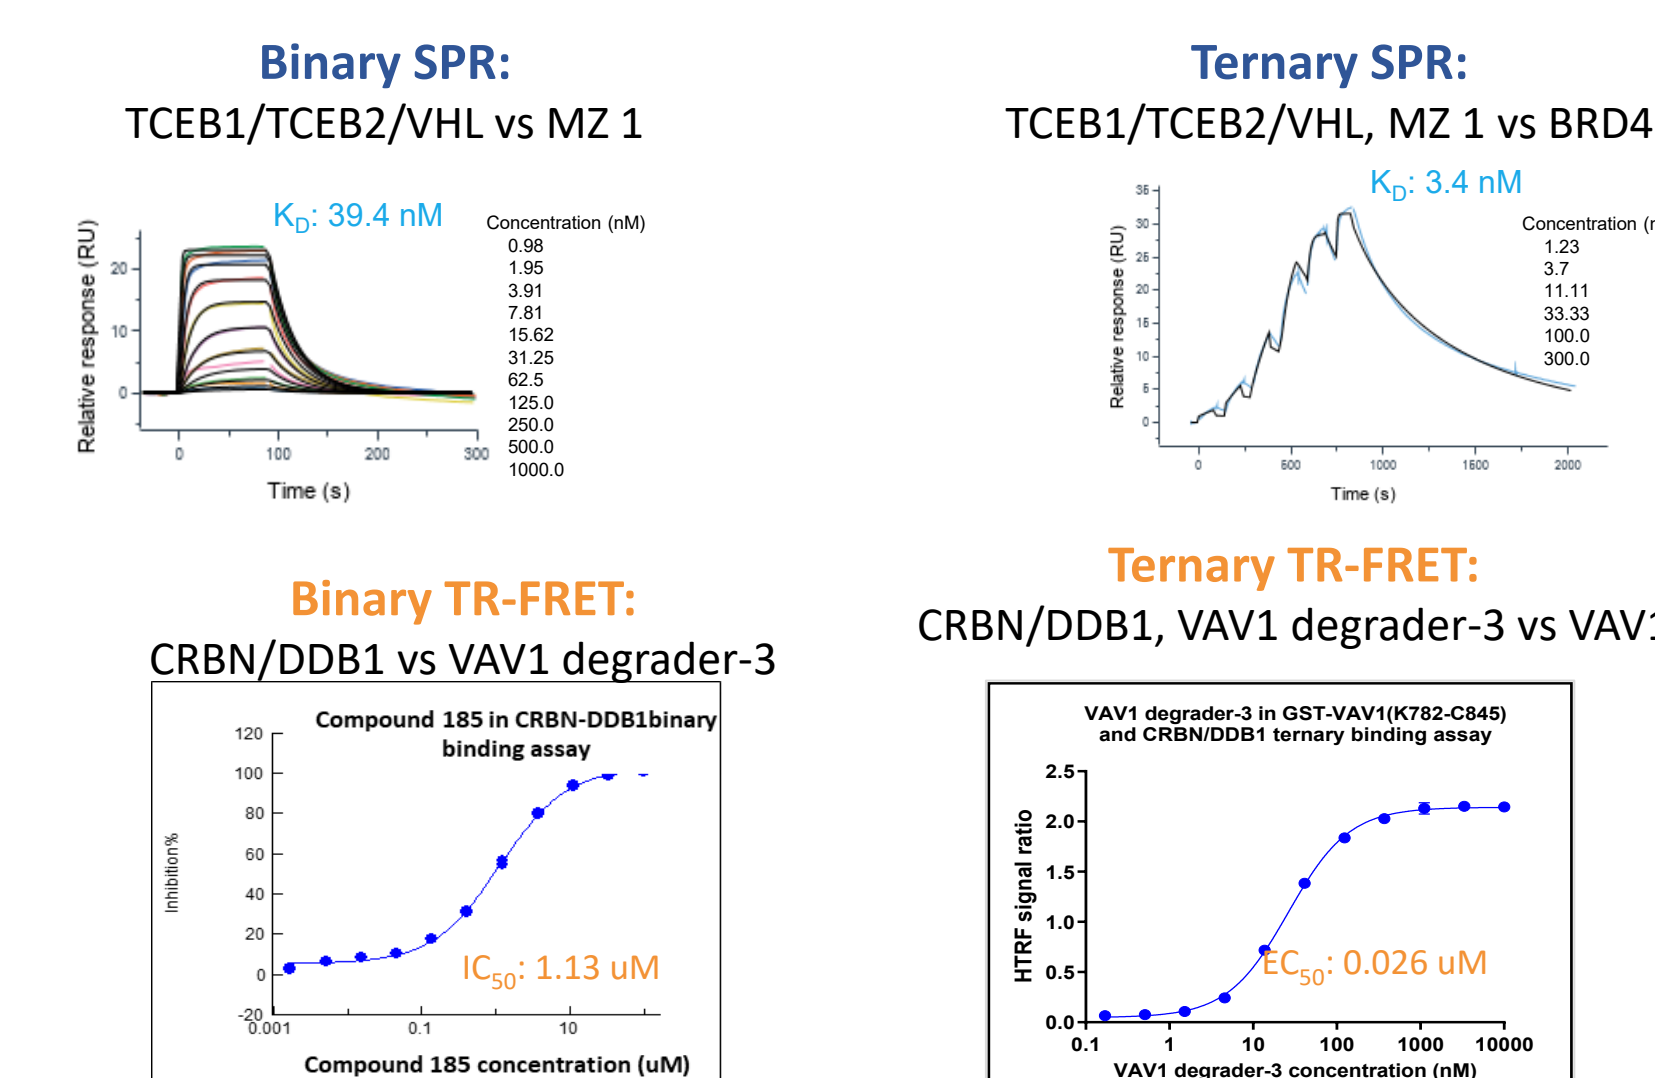 Binary SPR:
TCEB1/TCEB2/VHL vs MZ 1
K_D: 39.4 nM
Relative response (RU)
20
10
0
0 100 200 300
Time (s)
Concentration (nM)
0.98
1.95
3.91
7.81
15.62
31.25
62.5
125.0
250.0
500.0
1000.0
Ternary SPR:
TCEB1/TCEB2/VHL, MZ 1 vs BRD4
K_D: 3.4 nM
Relative response (RU)
35
30
25
20
15
10
5
0
0 500 1000 1500 2000
Time (s)
Concentration (n
1.23
3.7
11.11
33.33
100.0
300.0
Binary TR-FRET:
CRBN/DDB1 vs VAV1 degrader-3
Compound 185 in CRBN-DDB1binary
binding assay
Inhibition%
120
100
80
60
40
20
0
-20
0.001 0.1 10
IC50: 1.13 uM
Compound 185 concentration (uM)
Ternary TR-FRET:
CRBN/DDB1, VAV1 degrader-3 vs VAV1
VAV1 degrader-3 in GST-VAV1(K782-C845)
and CRBN/DDB1 ternary binding assay
HTRF signal ratio
2.5
2.0
1.5
1.0
0.5
0.0
0.1 1 10 100 1000 10000
EC50: 0.026 uM
VAV1 degrader-3 concentration (nM)